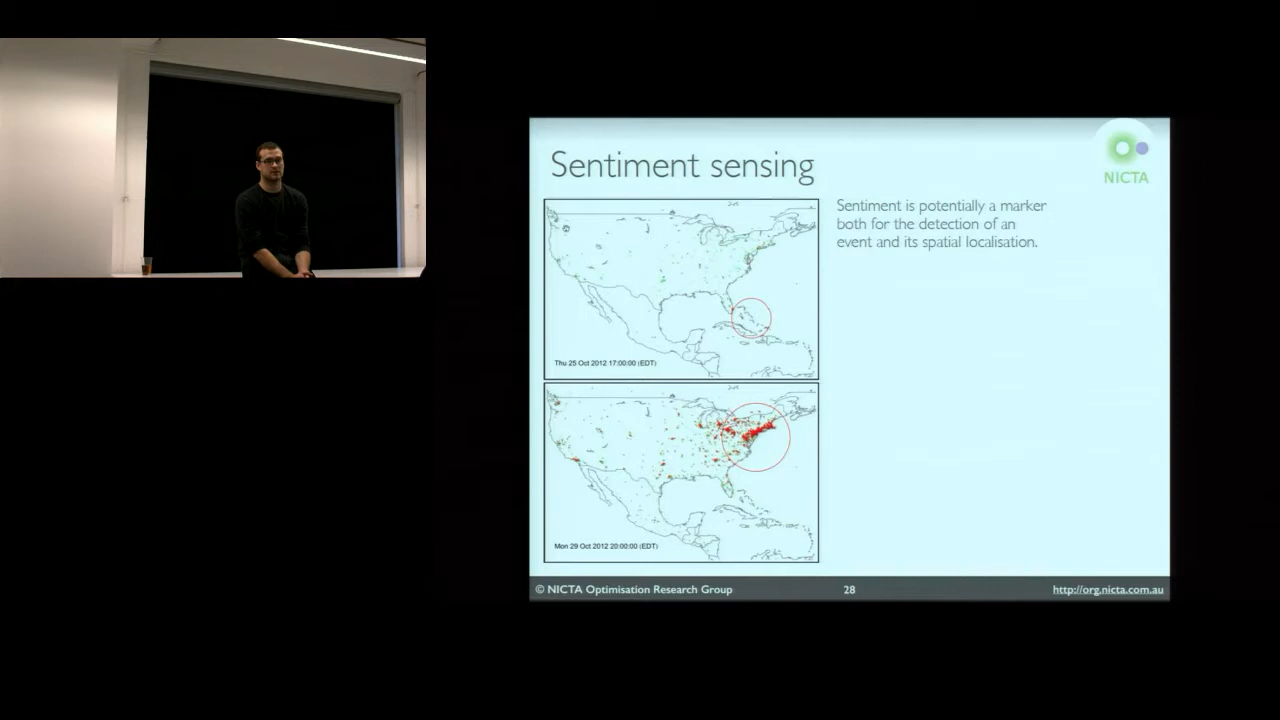 Sentiment sensing
NICTA
Sentiment is potentially a marker
both for the detection of an
event and its spatial localisation.
Thu 25 Oct 2012 17:00:00 (EDT)
Mon 29 Oct 2012 20:00:00 (EDT)
© NICTA Optimisation Research Group
28
http://org.nicta.com.au